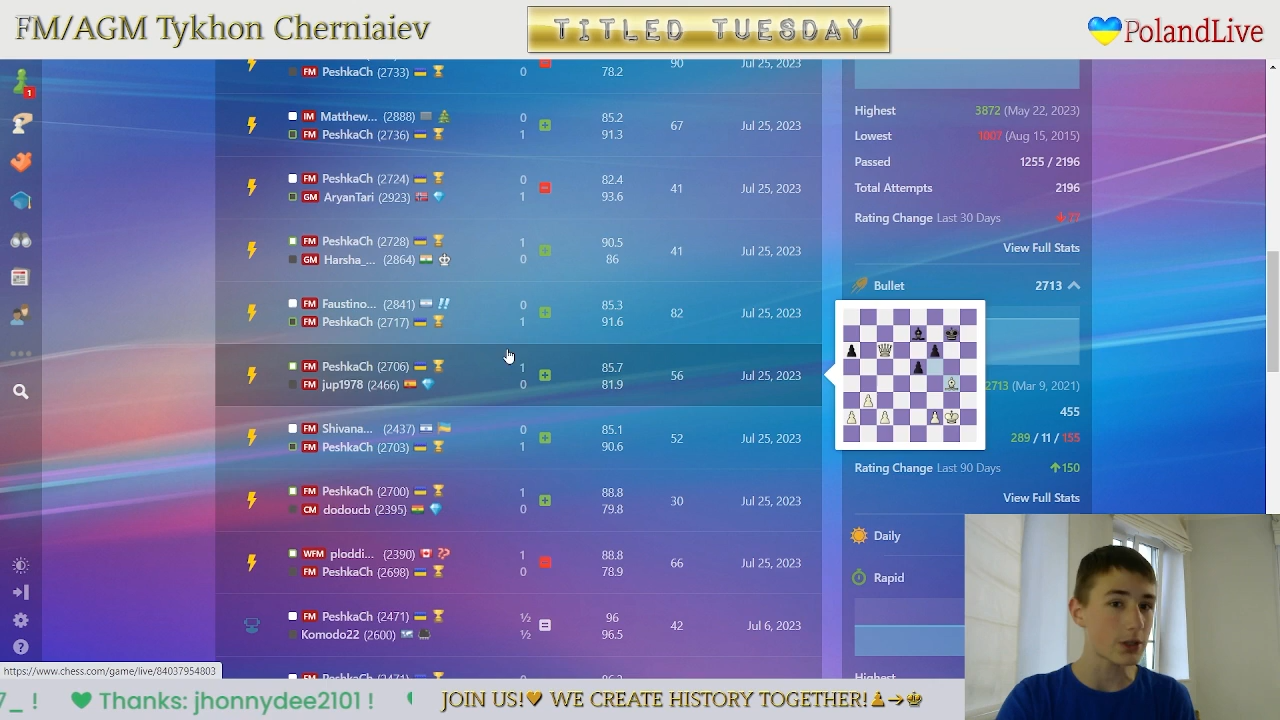 FM/AGM Tykhon Cherniaiev
TITLED TUESDAY
PolandLive
FM PeshkaCh (2733) 0 78.2 90 Jul 25, 2023
IM Matthew... (2888) 0 85.2
FM PeshkaCh (2736) 1 91.3 67 Jul 25, 2023
FM PeshkaCh (2724) 0 82.4
GM AryanTari (2923) 1 93.6 41 Jul 25, 2023
FM PeshkaCh (2728) 1 90.5
GM Harsha_... (2864) 0 86 41 Jul 25, 2023
FM Faustino... (2841) 0 85.3
FM PeshkaCh (2717) 1 91.6 82 Jul 25, 2023
FM PeshkaCh (2706) 1 85.7
FM jup1978 (2466) 0 81.9 56 Jul 25, 2023
FM Shivana... (2437) 0 85.1
FM PeshkaCh (2703) 1 90.6 52 Jul 25, 2023
FM PeshkaCh (2700) 1 88.8
CM dodoucb (2395) 0 79.8 30 Jul 25, 2023
WFM ploddi... (2390) 1 88.8
FM PeshkaCh (2698) 0 78.9 66 Jul 25, 2023
FM PeshkaCh (2471) ½ 96
Komodo22 (2600) ½ 96.5 42 Jul 6, 2023
Highest 3872 (May 22, 2023)
Lowest 1007 (Aug 15, 2015)
Passed 1255 / 2196
Total Attempts 2196
Rating Change Last 30 Days 27
View Full Stats
Bullet 2713
2713 (Mar 9, 2021)
455
289 / 11 / 155
Rating Change Last 90 Days 150
View Full Stats
Daily
Rapid
1
https://www.chess.com/game/live/84037954803
7_ ! Thanks: jhonnydee2101 !
JOIN US! WE CREATE HISTORY TOGETHER!